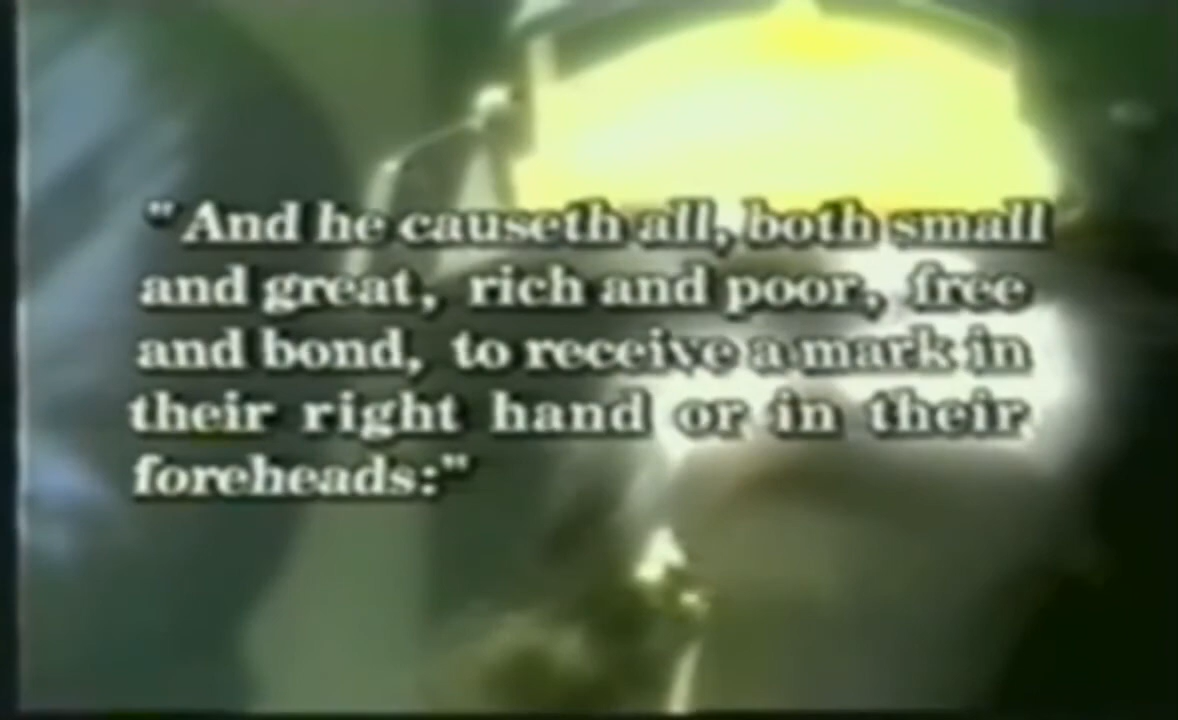 "And he causeth all, both small
and great, rich and poor, free
and bond, to receive a mark in
their right hand or in their
foreheads:"